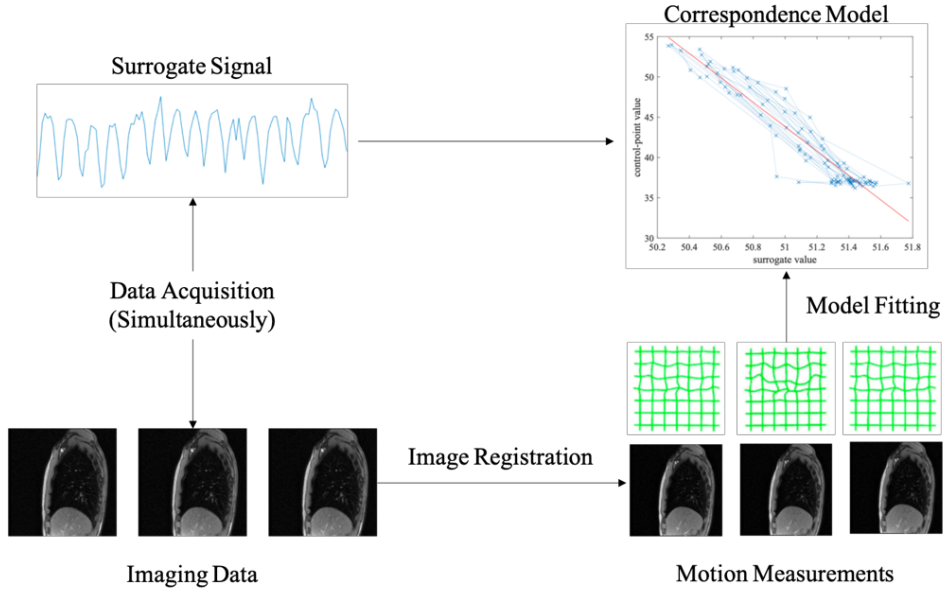 Correspondence Model
Surrogate Signal
55
50
45
40
35
30
control-point value
50.2 50.4 50.6 50.8 51 51.2 51.4 51.6 51.8
surrogate value
Data Acquisition
(Simultaneously)
Model Fitting
Image Registration
Imaging Data
Motion Measurements